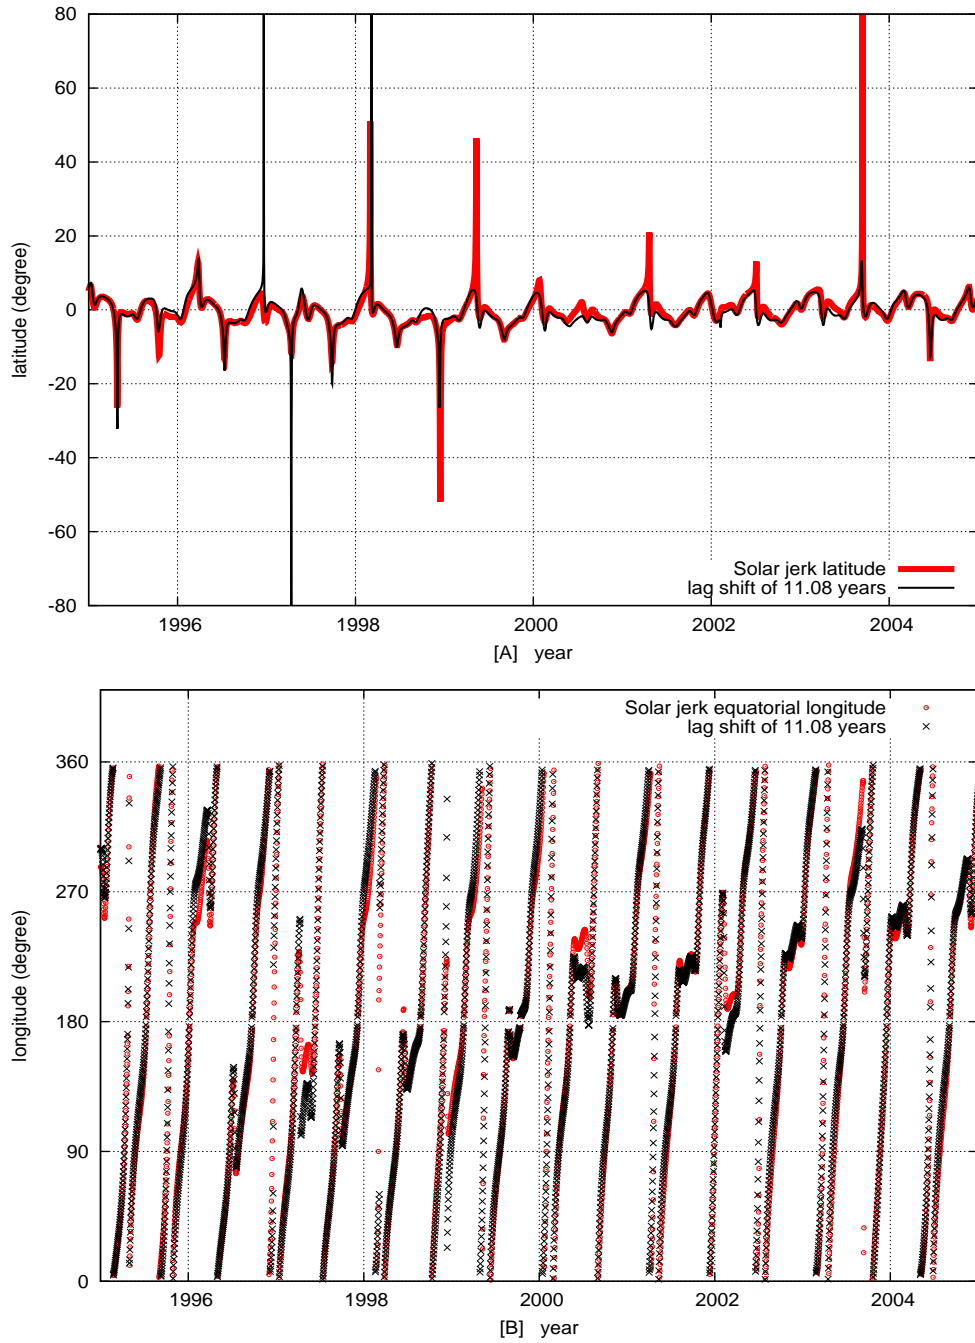 80
60
40
20
0
-20
-40
-60
-80
latitude (degree)
Solar jerk latitude
lag shift of 11.08 years
1996 1998 2000 2002 2004
[A] year
Solar jerk equatorial longitude
lag shift of 11.08 years
360
270
180
90
0
longitude (degree)
1996 1998 2000 2002 2004
[B] year